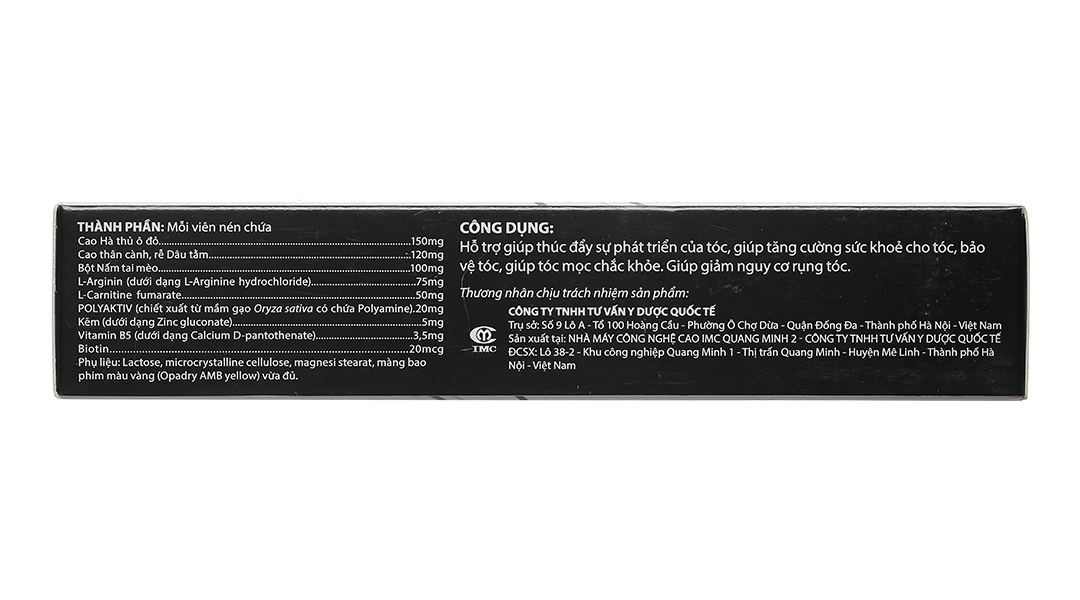 THÀNH PHẦN: Mỗi viên nén chứa
Cao Hà thủ ô đỏ.....150mg
Cao thân cành, rễ Dâu tằm.....120mg
Bột Nấm tai mèo.....100mg
L-Arginin (dưới dạng L-Arginine hydrochloride).....75mg
L-Carnitine fumarate.....50mg
POLYAKTIV (chiết xuất từ mầm gạo Oryza sativa có chứa Polyamine).20mg
Kẽm (dưới dạng Zinc gluconate).....5mg
Vitamin B5 (dưới dạng Calcium D-pantothenate).....3,5mg
Biotin.....20mcg
Phụ liệu: Lactose, microcrystalline cellulose, magnesi stearat, màng bao
phim màu vàng (Opadry AMB yellow) vừa đủ.
CÔNG DỤNG:
Hỗ trợ giúp thúc đẩy sự phát triển của tóc, giúp tăng cường sức khoẻ cho tóc, bảo
vệ tóc, giúp tóc mọc chắc khỏe. Giúp giảm nguy cơ rụng tóc.
Thương nhân chịu trách nhiệm sản phẩm:
CÔNG TY TNHH TƯ VẤN Y DƯỢC QUỐC TẾ
Trụ sở: Số 9 Lô A - Tổ 100 Hoàng Cầu - Phường Ô Chợ Dừa - Quận Đống Đa - Thành phố Hà Nội - Việt Nam
Sản xuất tại: NHÀ MÁY CÔNG NGHỆ CAO IMC QUANG MINH 2 - CÔNG TY TNHH TƯ VẤN Y DƯỢC QUỐC TẾ
ĐCSX: Lô 38-2 - Khu công nghiệp Quang Minh 1 - Thị trấn Quang Minh - Huyện Mê Linh - Thành phố Hà
Nội - Việt Nam
IMC